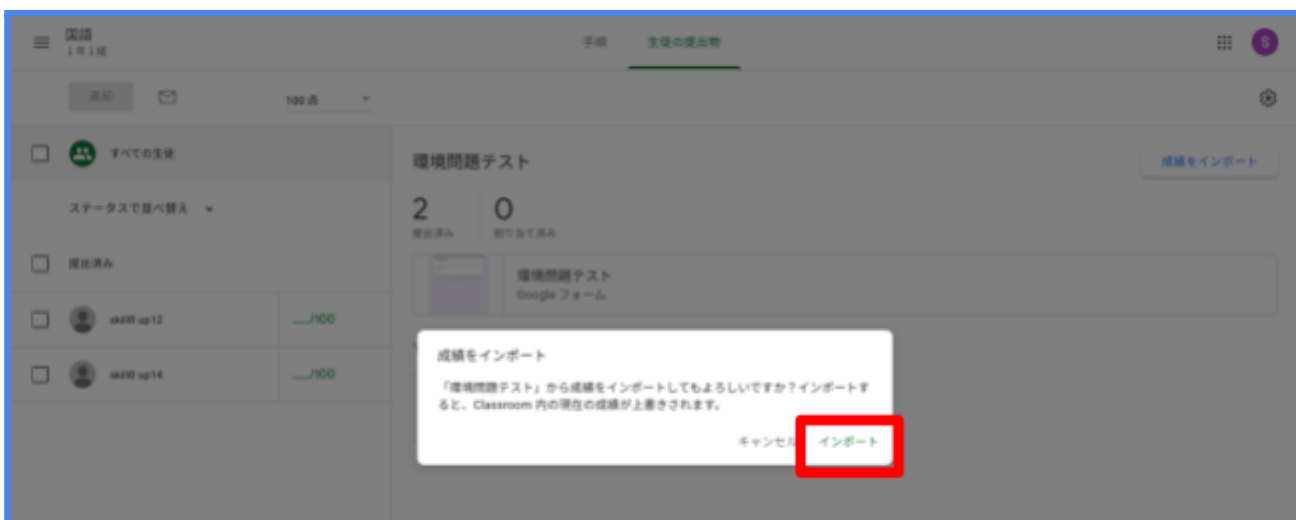 国語
1年1組
手順
生徒の提出物
S
返却
100 点
すべての生徒
環境問題テスト
成績をインポート
ステータスで並べ替え
2
0
提出済み
割り当て済み
提出済み
環境問題テスト
Google フォーム
skill8 up12
__/100
skill8 up14
__/100
成績をインポート
「環境問題テスト」から成績をインポートしてもよろしいですか?インポートす
ると、Classroom 内の現在の成績が上書きされます。
キャンセル
インポート